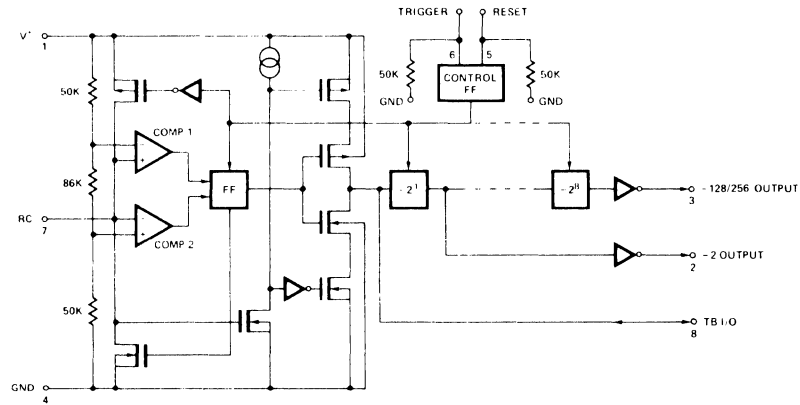 TRIGGER RESET
V+
1
6 5
50K
CONTROL
FF
50K
GND
GND
50K
COMP 1
86K
FF
-2¹
-2⁸
-128/256 OUTPUT
3
RC
7
COMP 2
-2 OUTPUT
2
50K
TB I/O
8
GND
4